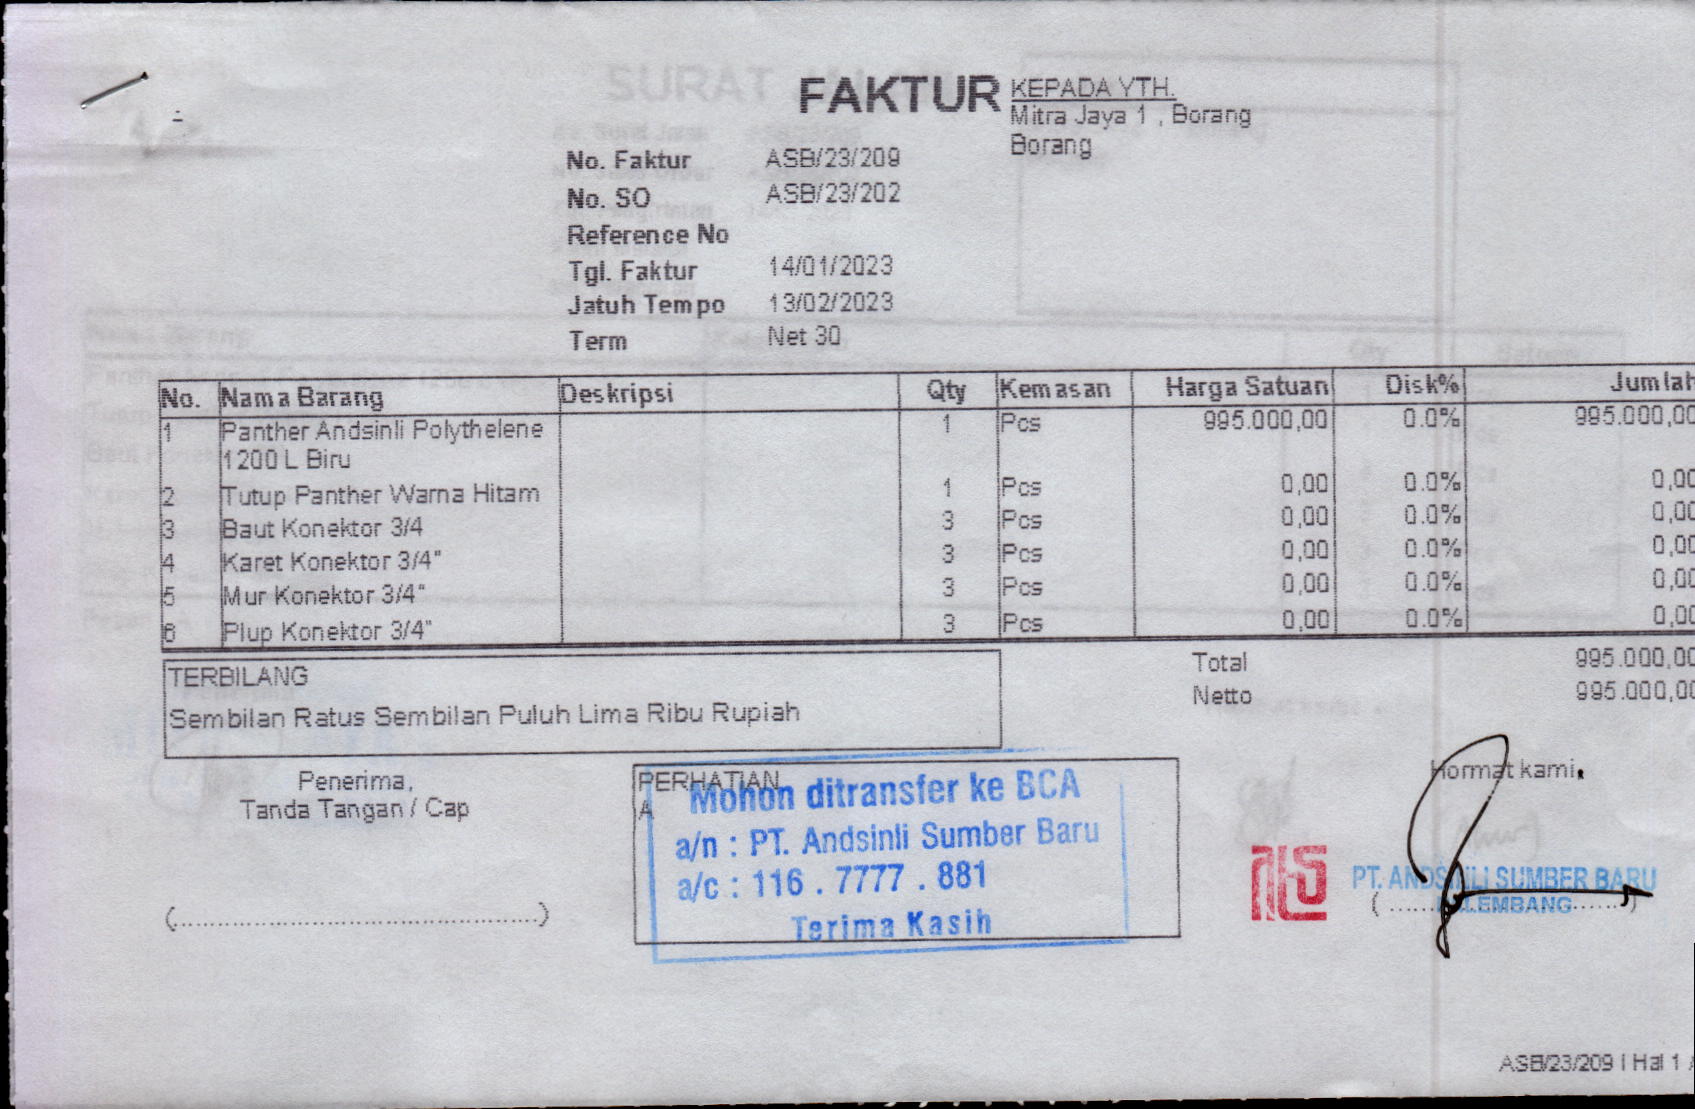 FAKTUR
KEPADA YTH.
Mitra Jaya 1 , Borang
Borang
No. Faktur ASB/23/209
No. SO ASB/23/202
Reference No
Tgl. Faktur 14/01/2023
Jatuh Tempo 13/02/2023
Term Net 30
No. Nama Barang Deskripsi Qty Kemasan Harga Satuan Disk% Jumlah
1 Panther Andsinli Polythelene 1 Pcs 995.000,00 0.0% 995.000,00
1200 L Biru
2 Tutup Panther Warna Hitam 1 Pcs 0,00 0.0% 0,00
3 Baut Konektor 3/4 3 Pcs 0,00 0.0% 0,00
4 Karet Konektor 3/4" 3 Pcs 0,00 0.0% 0,00
5 Mur Konektor 3/4" 3 Pcs 0,00 0.0% 0,00
6 Plup Konektor 3/4" 3 Pcs 0,00 0.0% 0,00
TERBILANG
Sembilan Ratus Sembilan Puluh Lima Ribu Rupiah
Total 995.000,00
Netto 995.000,00
Penerima,
Tanda Tangan / Cap
(........................................)
PERHATIAN
A
Mohon ditransfer ke BCA
a/n : PT. Andsinli Sumber Baru
a/c : 116 . 7777 . 881
Terima Kasih
Hormat kami,
PT. ANDSINLI SUMBER BARU
PALEMBANG
ASB/23/209 | Hal 1